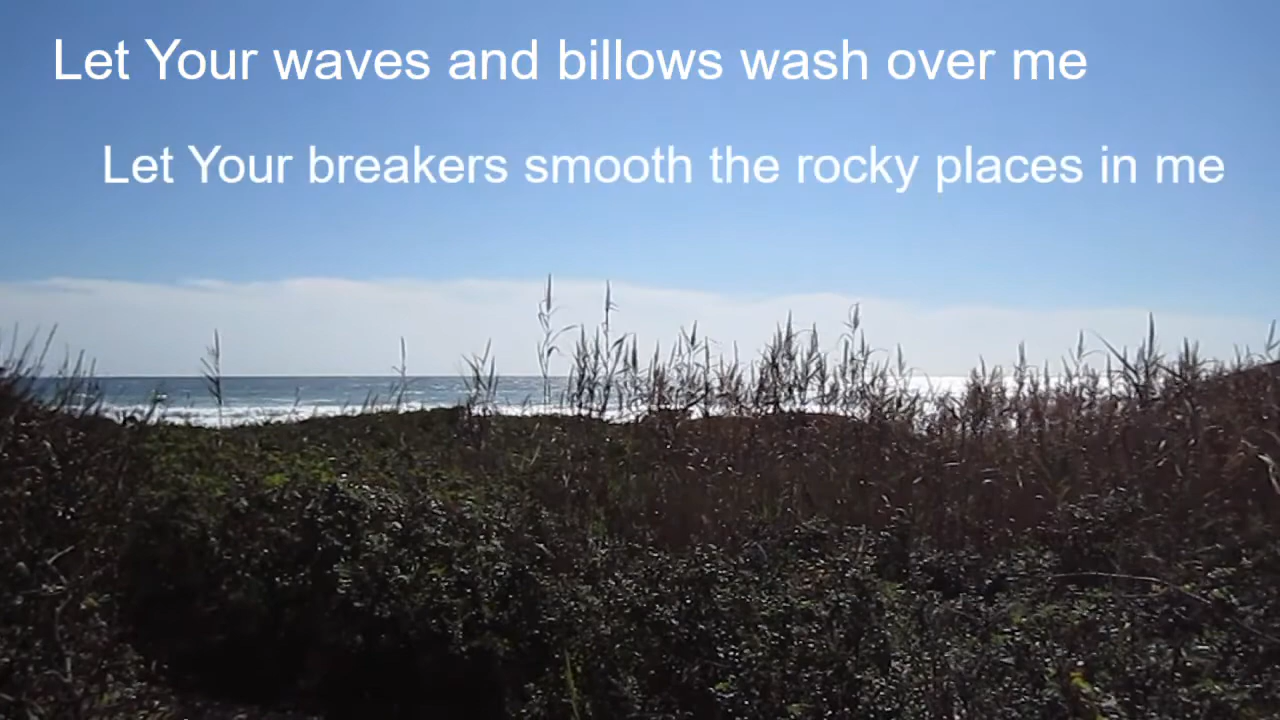 Let Your waves and billows wash over me
Let Your breakers smooth the rocky places in me